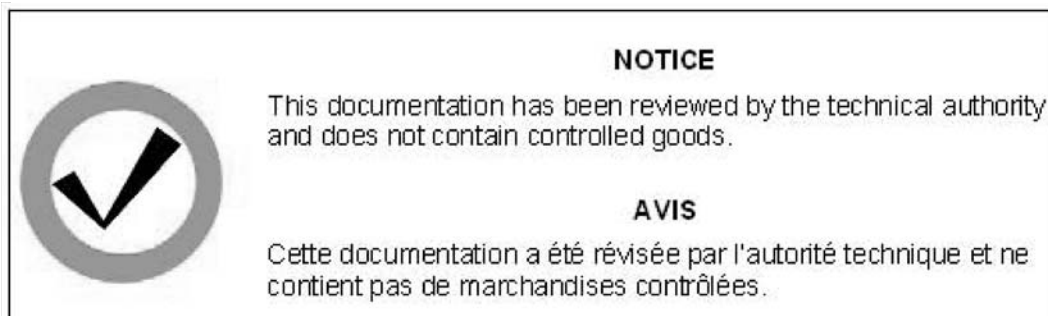 NOTICE
This documentation has been reviewed by the technical authority
and does not contain controlled goods.
AVIS
Cette documentation a été révisée par l'autorité technique et ne
contient pas de marchandises contrôlées.